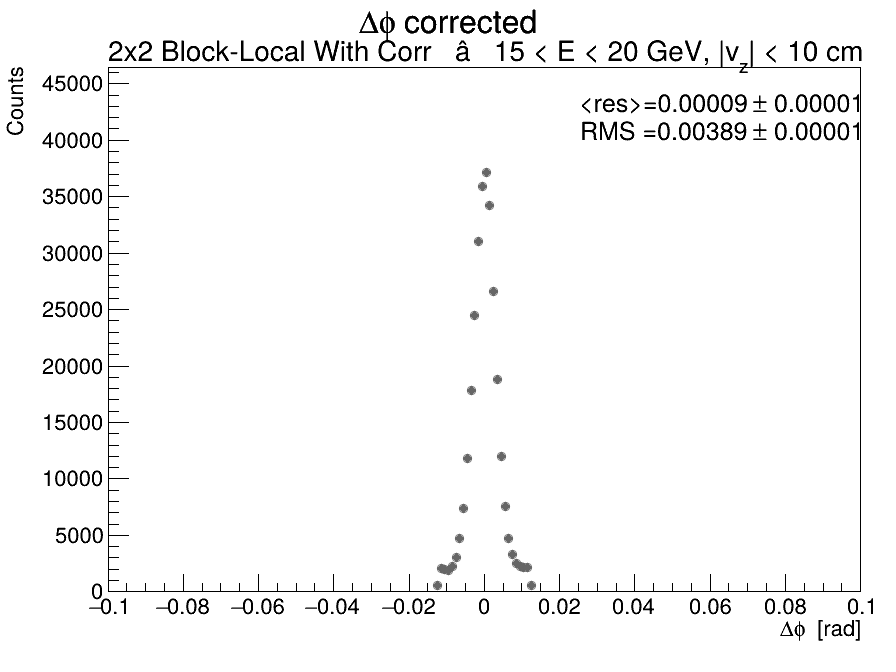 Δϕ corrected
2x2 Block-Local With Corr â 15 < E < 20 GeV, |vz| < 10 cm
Counts
<res>=0.00009 ± 0.00001
RMS =0.00389 ± 0.00001
45000
40000
35000
30000
25000
20000
15000
10000
5000
0
−0.1 −0.08 −0.06 −0.04 −0.02 0 0.02 0.04 0.06 0.08 0.1
Δϕ [rad]